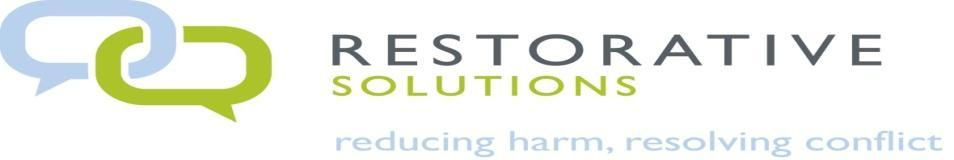 RESTORATIVE
SOLUTIONS
reducing harm, resolving conflict